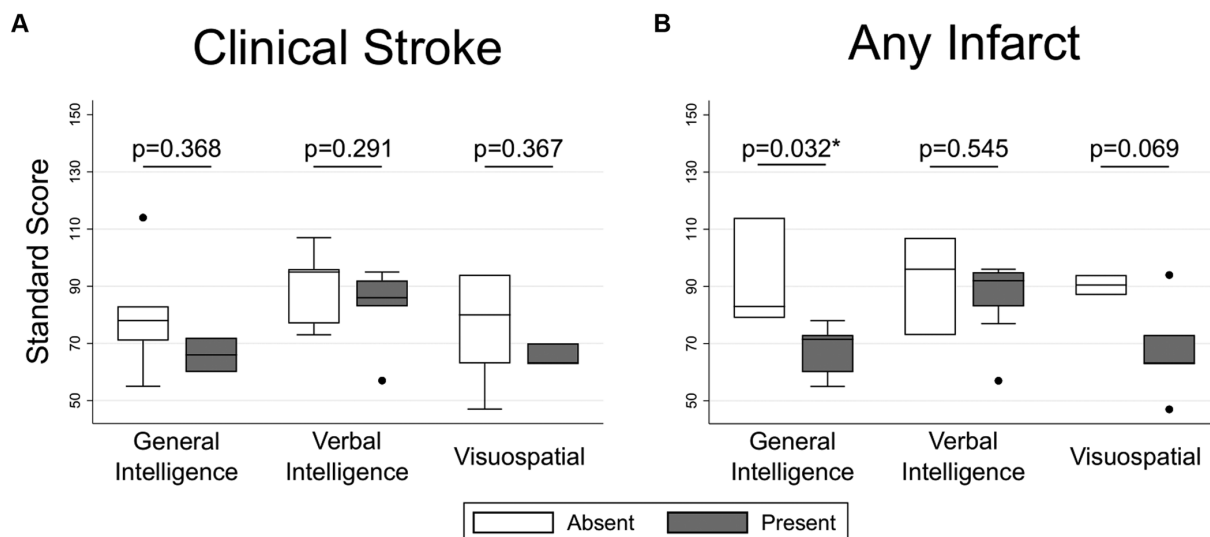 A
Clinical Stroke
Standard Score
150
130
110
90
70
50
p=0.368
p=0.291
p=0.367
General
Intelligence
Verbal
Intelligence
Visuospatial
B
Any Infarct
150
130
110
90
70
50
p=0.032*
p=0.545
p=0.069
General
Intelligence
Verbal
Intelligence
Visuospatial
Absent
Present